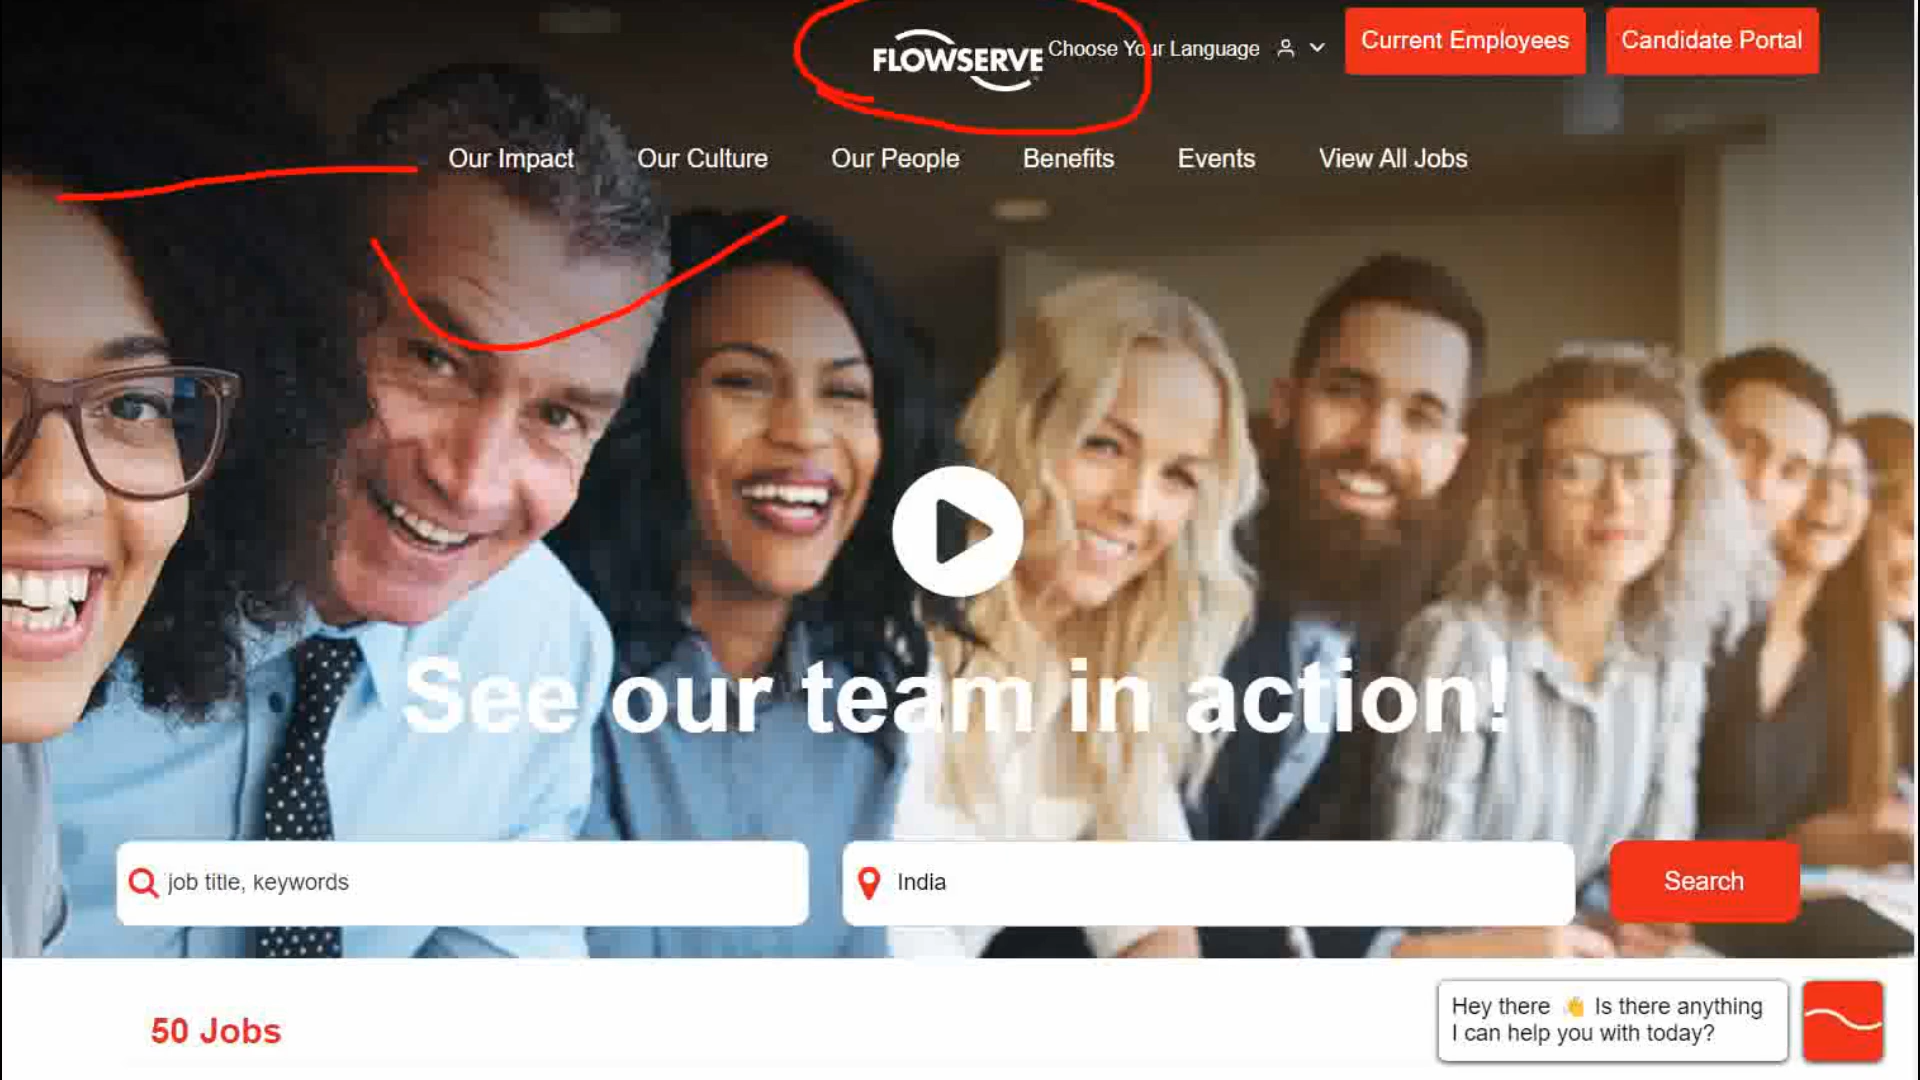 FLOWSERVE
Choose Your Language
Current Employees
Candidate Portal
Our Impact
Our Culture
Our People
Benefits
Events
View All Jobs
See our team in action!
job title, keywords
India
Search
50 Jobs
Hey there 👋 Is there anything
I can help you with today?